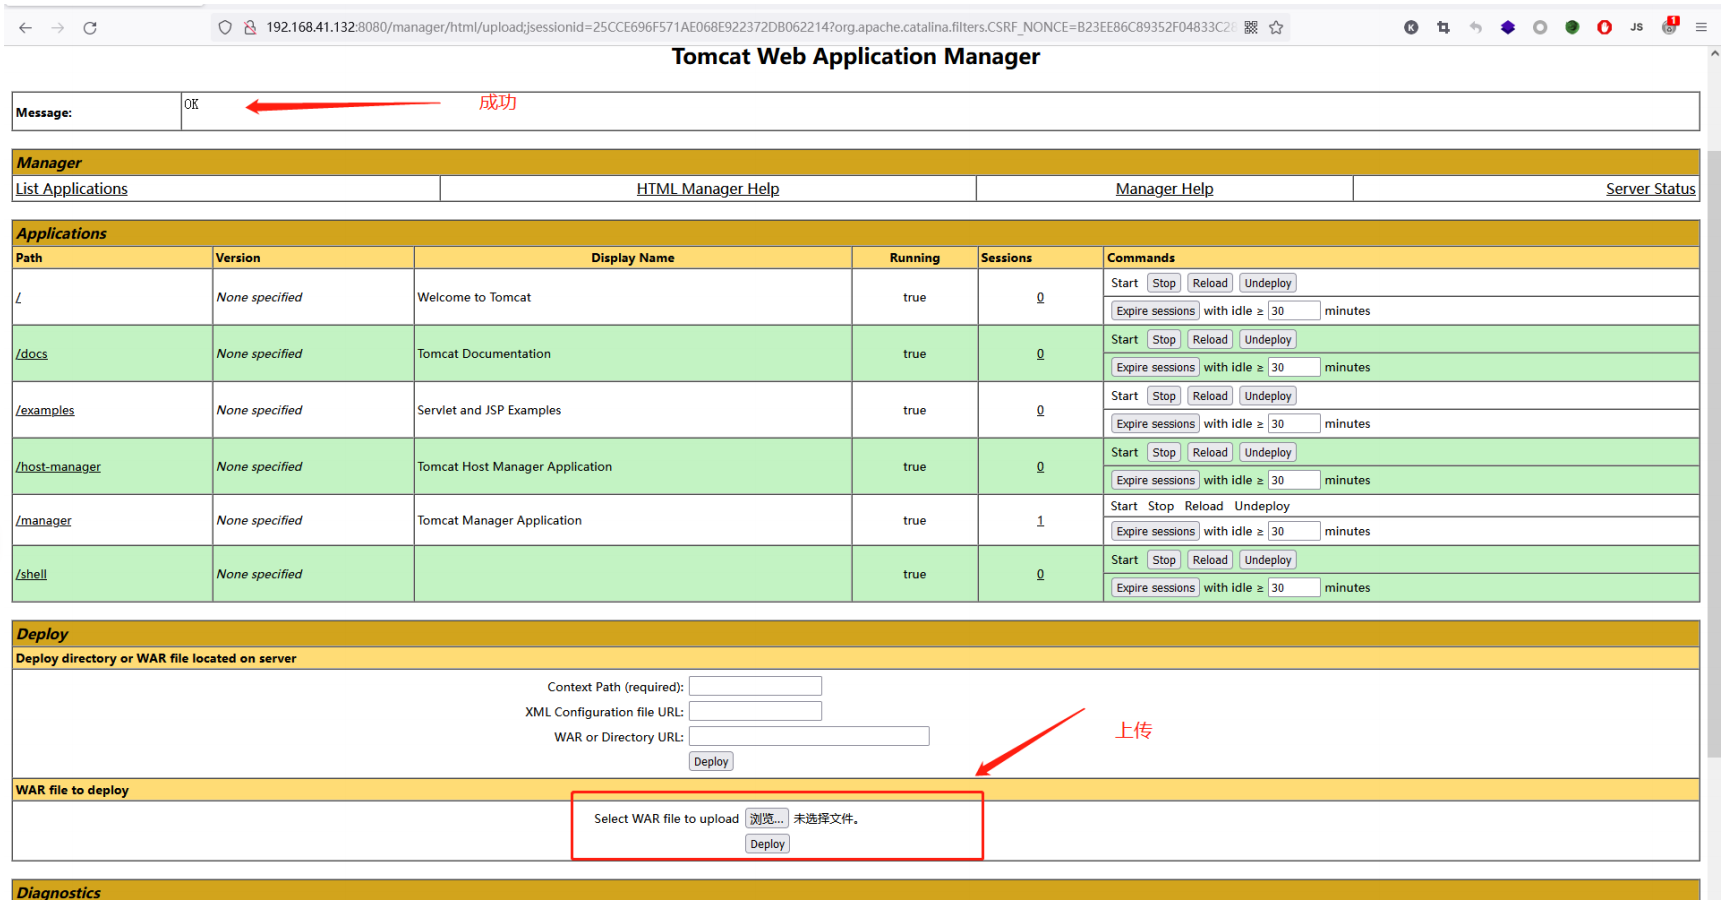 192.168.41.132:8080/manager/html/upload;jsessionid=25CCE696F571AE068E922372DB062214?org.apache.catalina.filters.CSRF_NONCE=B23EE86C89352F04833C28
JS
1
Tomcat Web Application Manager
Message: OK 成功
Manager
List Applications HTML Manager Help Manager Help Server Status
Applications
Path Version Display Name Running Sessions Commands
/ None specified Welcome to Tomcat true 0 Start Stop Reload Undeploy
Expire sessions with idle ≥ 30 minutes
/docs None specified Tomcat Documentation true 0 Start Stop Reload Undeploy
Expire sessions with idle ≥ 30 minutes
/examples None specified Servlet and JSP Examples true 0 Start Stop Reload Undeploy
Expire sessions with idle ≥ 30 minutes
/host-manager None specified Tomcat Host Manager Application true 0 Start Stop Reload Undeploy
Expire sessions with idle ≥ 30 minutes
/manager None specified Tomcat Manager Application true 1 Start Stop Reload Undeploy
Expire sessions with idle ≥ 30 minutes
/shell None specified true 0 Start Stop Reload Undeploy
Expire sessions with idle ≥ 30 minutes
Deploy
Deploy directory or WAR file located on server
Context Path (required):
XML Configuration file URL:
WAR or Directory URL:
上传
Deploy
WAR file to deploy
Select WAR file to upload 浏览... 未选择文件。
Deploy
Diagnostics